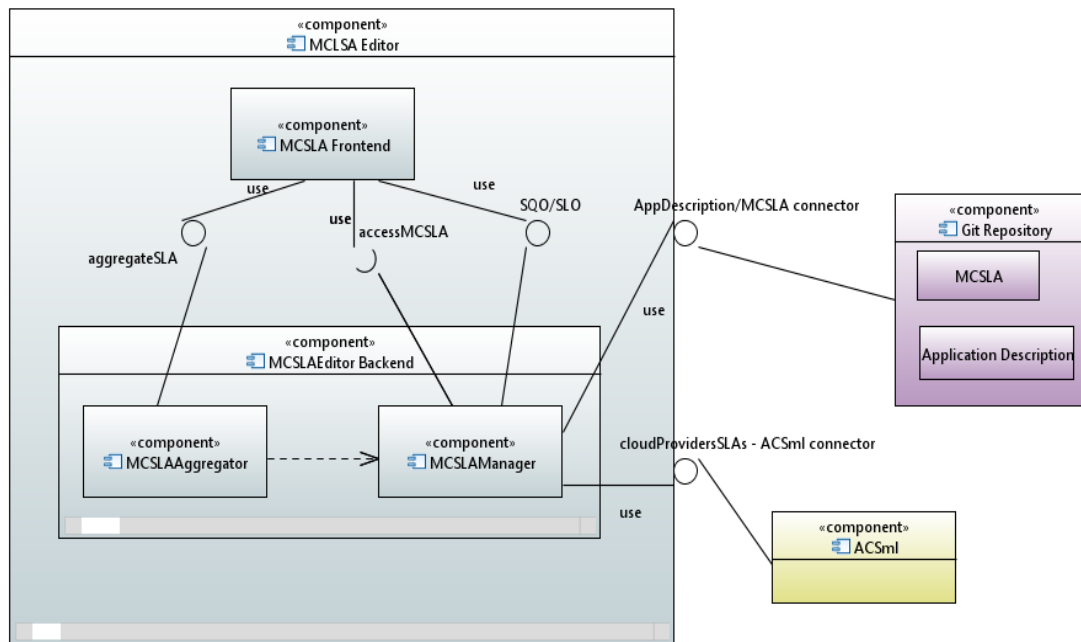 «component»
MCLSA Editor
«component»
MCSLA Frontend
use
use
use
SQO/SLO
accessMCSLA
aggregateSLA
AppDescription/MCSLA connector
«component»
Git Repository
MCSLA
Application Description
use
«component»
MCSLAEditor Backend
«component»
MCSLAAggregator
«component»
MCSLAManager
cloudProvidersSLAs - ACSml connector
use
«component»
ACSml